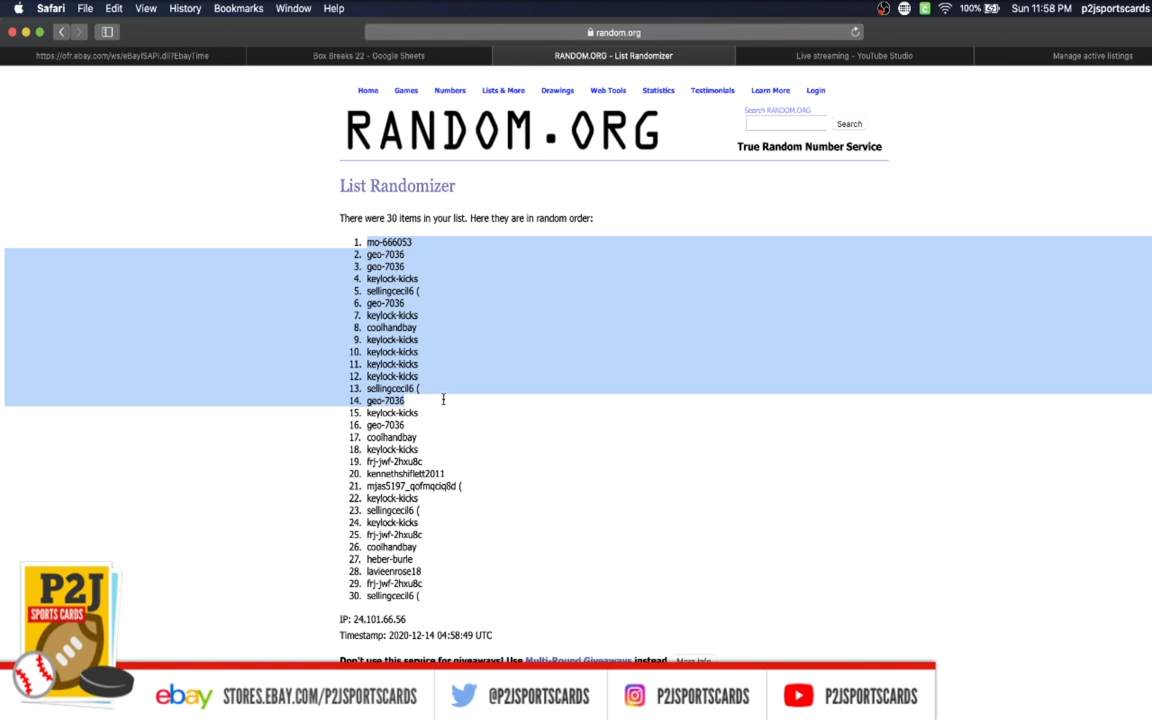 Safari File Edit View History Bookmarks Window Help 100% Sun 11:58 PM p2jsportscards
random.org
https://ofr.ebay.com/ws/eBayISAPI.dll?EbayTime Box Breaks 22 - Google Sheets RANDOM.ORG - List Randomizer Live streaming - YouTube Studio Manage active listings
Home Games Numbers Lists & More Drawings Web Tools Statistics Testimonials Learn More Login
Search RANDOM.ORG
RANDOM.ORG
Search
True Random Number Service
List Randomizer
There were 30 items in your list. Here they are in random order:
1. mo-666053
2. geo-7036
3. geo-7036
4. keylock-kicks
5. sellingcecil6 (
6. geo-7036
7. keylock-kicks
8. coolhandbay
9. keylock-kicks
10. keylock-kicks
11. keylock-kicks
12. keylock-kicks
13. sellingcecil6 (
14. geo-7036
15. keylock-kicks
16. geo-7036
17. coolhandbay
18. keylock-kicks
19. frj-jwf-2hxu8c
20. kennethshiflett2011
21. mjas5197_qofmqciq8d (
22. keylock-kicks
23. sellingcecil6 (
24. keylock-kicks
25. frj-jwf-2hxu8c
26. coolhandbay
27. heber-burle
28. lavieenrose18
29. frj-jwf-2hxu8c
30. sellingcecil6 (
IP: 24.101.66.56
Timestamp: 2020-12-14 04:58:49 UTC
Don't use this service for giveaways! Use Multi-Round Giveaways instead. More Info
P2J
SPORTS CARDS
ebay STORES.EBAY.COM/P2JSPORTSCARDS @P2JSPORTSCARDS P2JSPORTSCARDS P2JSPORTSCARDS